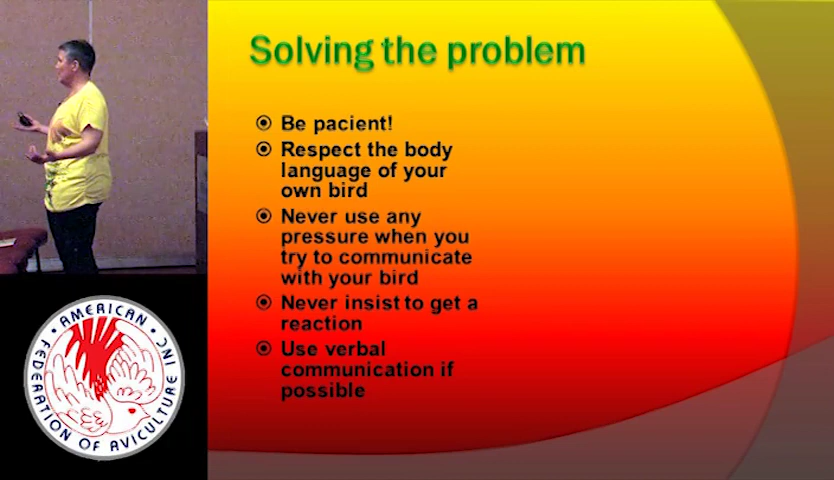 Solving the problem
Be pacient!
Respect the body
language of your
own bird
Never use any
pressure when you
try to communicate
with your bird
Never insist to get a
reaction
Use verbal
communication if
possible
AMERICAN
FEDERATION OF AVICULTURE INC